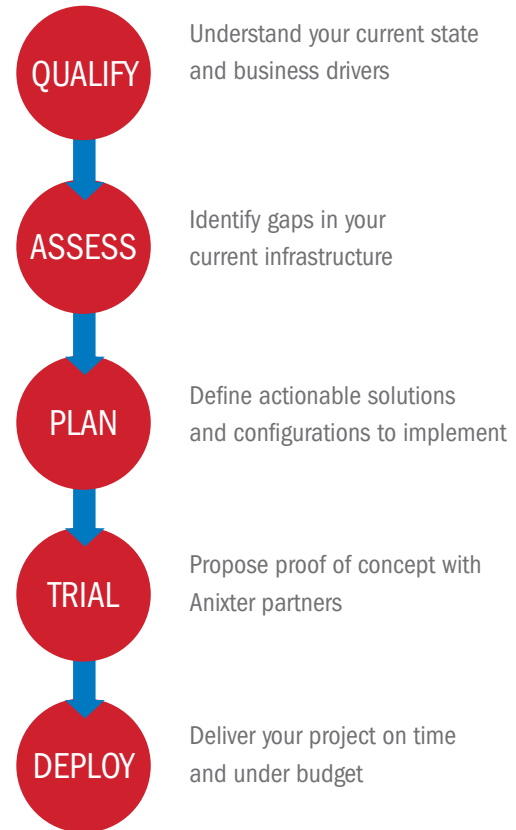 QUALIFY
Understand your current state
and business drivers
ASSESS
Identify gaps in your
current infrastructure
PLAN
Define actionable solutions
and configurations to implement
TRIAL
Propose proof of concept with
Anixter partners
DEPLOY
Deliver your project on time
and under budget